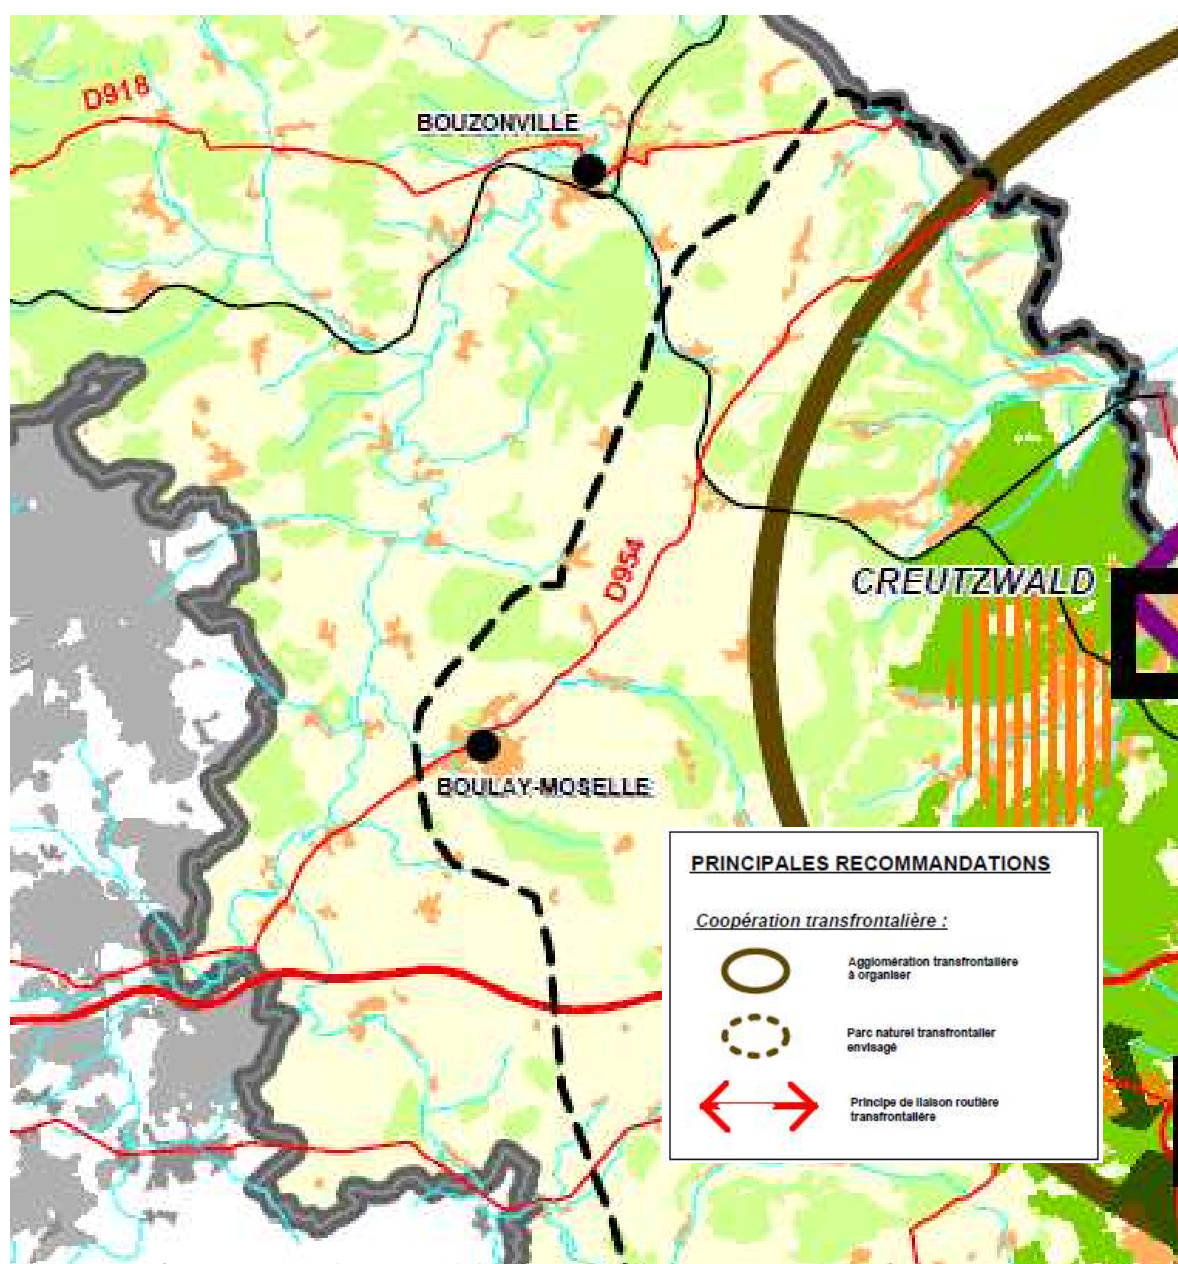 D918
BOUZONVILLE
D954
CREUTZWALD
BOULAY-MOSELLE
PRINCIPALES RECOMMANDATIONS
Coopération transfrontalière :
Agglomération transfrontalière
à organiser
Parc naturel transfrontalier
envisagé
Principe de liaison routière
transfrontalière